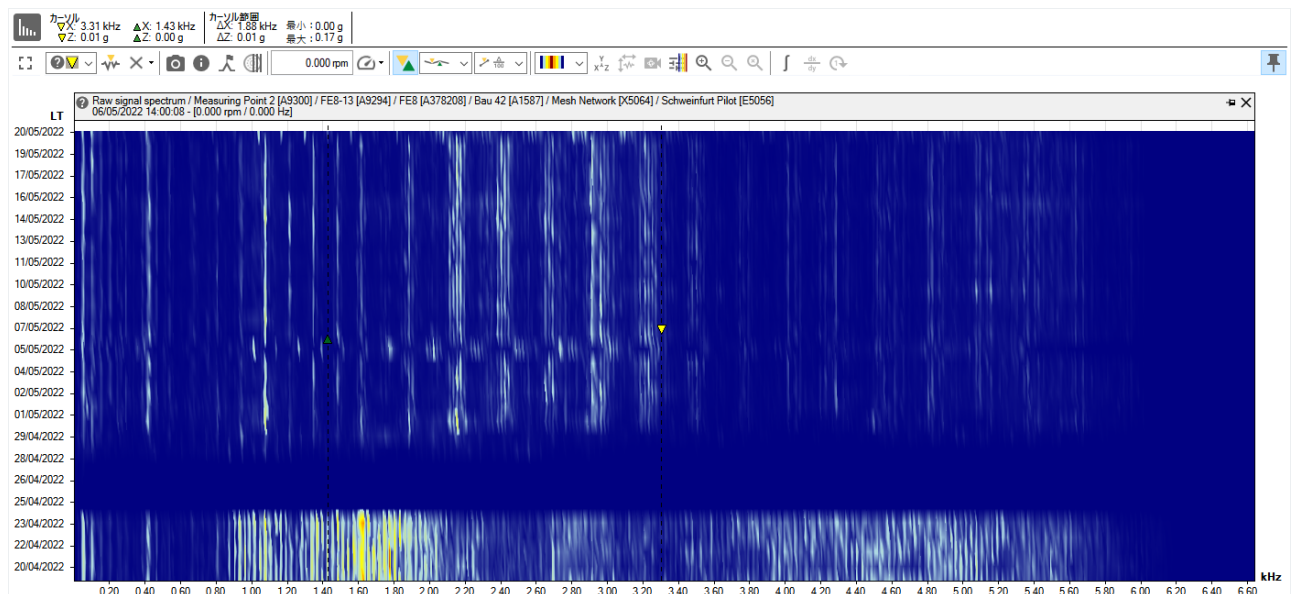 カーソル
X: 3.31 kHz X: 1.43 kHz
Z: 0.01 g Z: 0.00 g
カーソル範囲
ΔX: 1.88 kHz 最小 : 0.00 g
ΔZ: 0.01 g 最大 : 0.17 g
0.000 rpm
Raw signal spectrum / Measuring Point 2 [A9300] / FE8-13 [A9294] / FE8 [A378208] / Bau 42 [A1587] / Mesh Network [X5064] / Schweinfurt Pilot [E5056]
06/05/2022 14:00:08 - [0.000 rpm / 0.000 Hz]
LT
20/05/2022
19/05/2022
17/05/2022
16/05/2022
14/05/2022
13/05/2022
11/05/2022
10/05/2022
08/05/2022
07/05/2022
05/05/2022
04/05/2022
02/05/2022
01/05/2022
29/04/2022
28/04/2022
26/04/2022
25/04/2022
23/04/2022
22/04/2022
20/04/2022
kHz
0.20 0.40 0.60 0.80 1.00 1.20 1.40 1.60 1.80 2.00 2.20 2.40 2.60 2.80 3.00 3.20 3.40 3.60 3.80 4.00 4.20 4.40 4.60 4.80 5.00 5.20 5.40 5.60 5.80 6.00 6.20 6.40 6.60